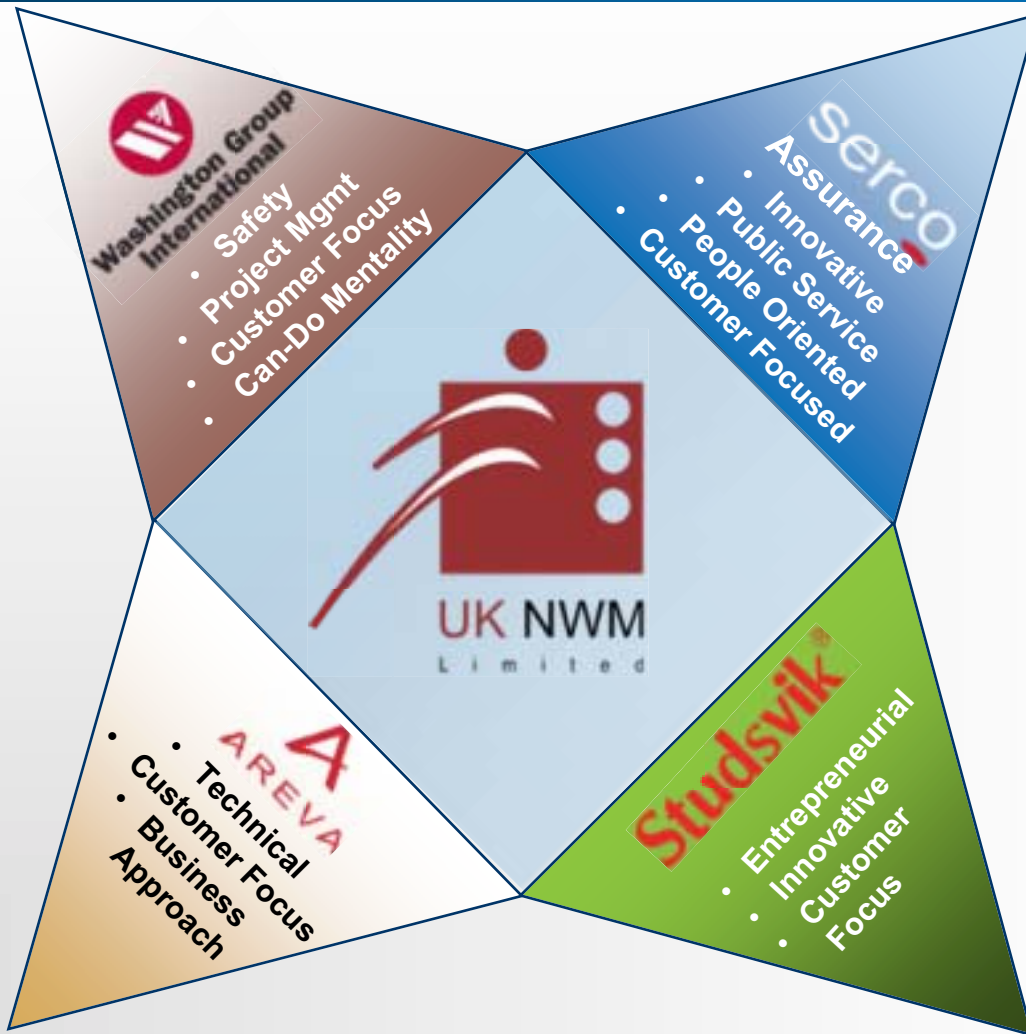 Washington Group
International
• Safety
• Project Mgmt
• Customer Focus
• Can-Do Mentality
serco
Assurance
• Innovative
• Public Service
• People Oriented
• Customer Focused
UK NWM
Limited
AREVA
• Technical
• Customer Focus
• Business
Approach
Studsvik®
• Entrepreneurial
• Innovative
• Customer
Focus